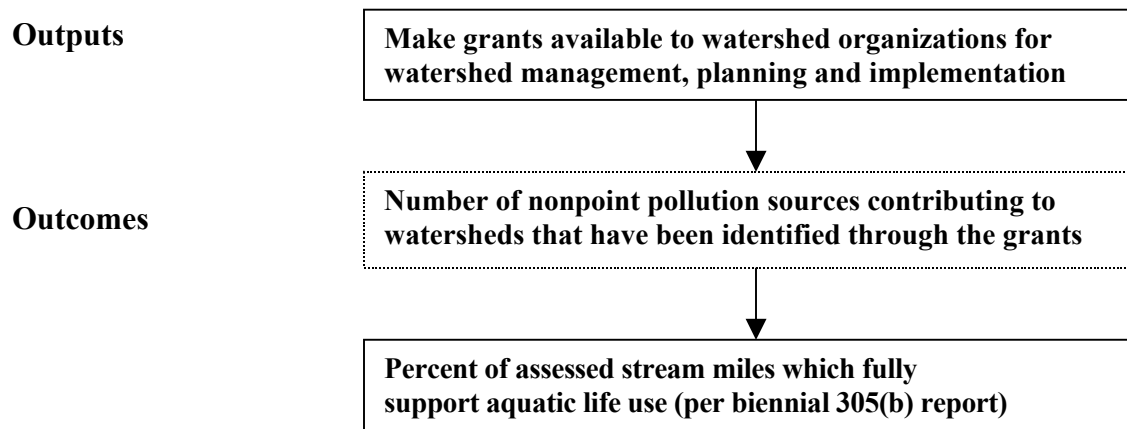 Outputs
Make grants available to watershed organizations for
watershed management, planning and implementation
Outcomes
Number of nonpoint pollution sources contributing to
watersheds that have been identified through the grants
Percent of assessed stream miles which fully
support aquatic life use (per biennial 305(b) report)